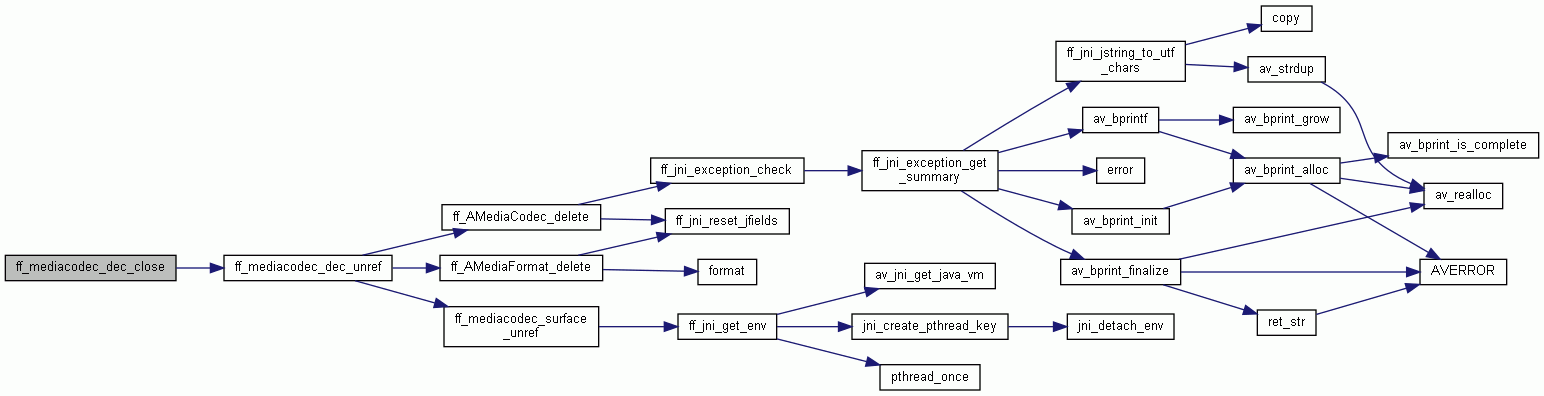 ff_mediacodec_dec_close
ff_mediacodec_dec_unref
ff_AMediaCodec_delete
ff_AMediaFormat_delete
ff_mediacodec_surface
_unref
ff_jni_exception_check
ff_jni_reset_jfields
format
ff_jni_get_env
ff_jni_exception_get
_summary
av_jni_get_java_vm
jni_create_pthread_key
pthread_once
ff_jni_jstring_to_utf
_chars
av_bprintf
error
av_bprint_init
av_bprint_finalize
jni_detach_env
copy
av_strdup
av_bprint_grow
av_bprint_alloc
ret_str
av_bprint_is_complete
av_realloc
AVERROR